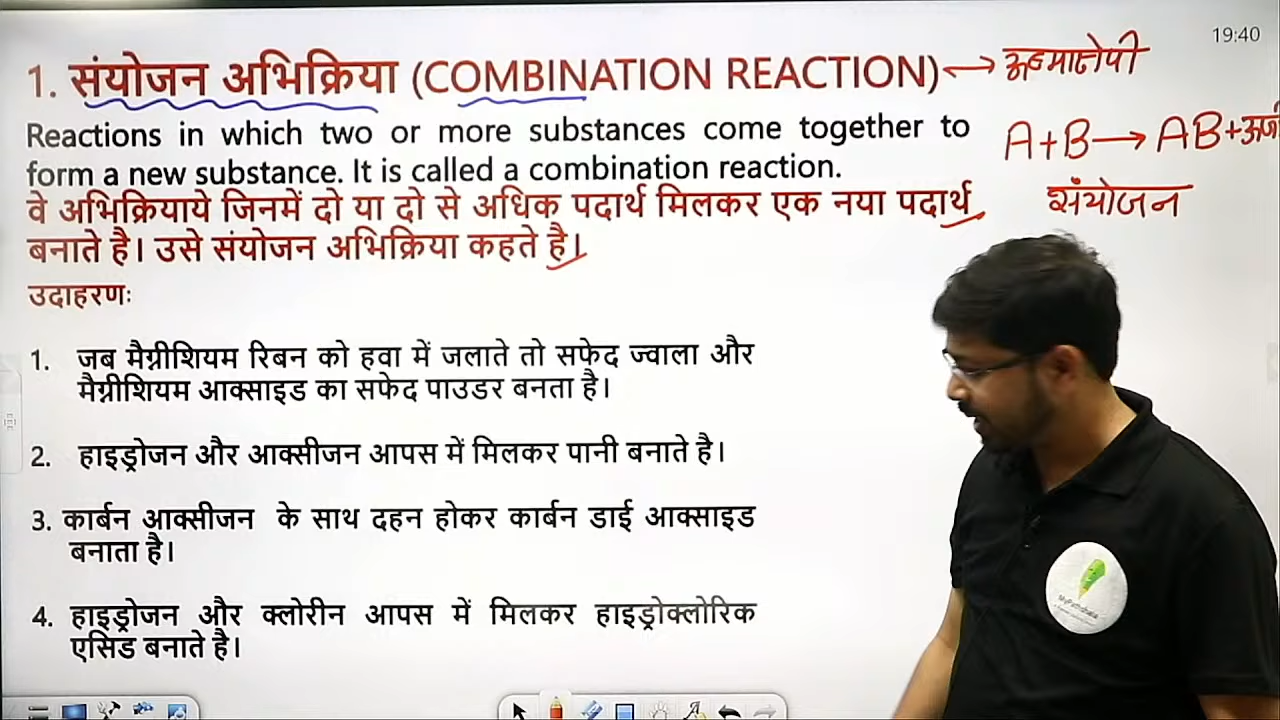 19:40
1. संयोजन अभिक्रिया (COMBINATION REACTION)
Reactions in which two or more substances come together to
form a new substance. It is called a combination reaction.
वे अभिक्रियाये जिनमें दो या दो से अधिक पदार्थ मिलकर एक नया पदार्थ
बनाते है। उसे संयोजन अभिक्रिया कहते है।
A+B→AB+
संयोजन
उदाहरणः
1. जब मैग्नीशियम रिबन को हवा में जलाते तो सफेद ज्वाला और
मैग्नीशियम आक्साइड का सफेद पाउडर बनता है।
2. हाइड्रोजन और आक्सीजन आपस में मिलकर पानी बनाते है।
3. कार्बन आक्सीजन के साथ दहन होकर कार्बन डाई आक्साइड
बनाता है।
4. हाइड्रोजन और क्लोरीन आपस में मिलकर हाइड्रोक्लोरिक
एसिड बनाते है।